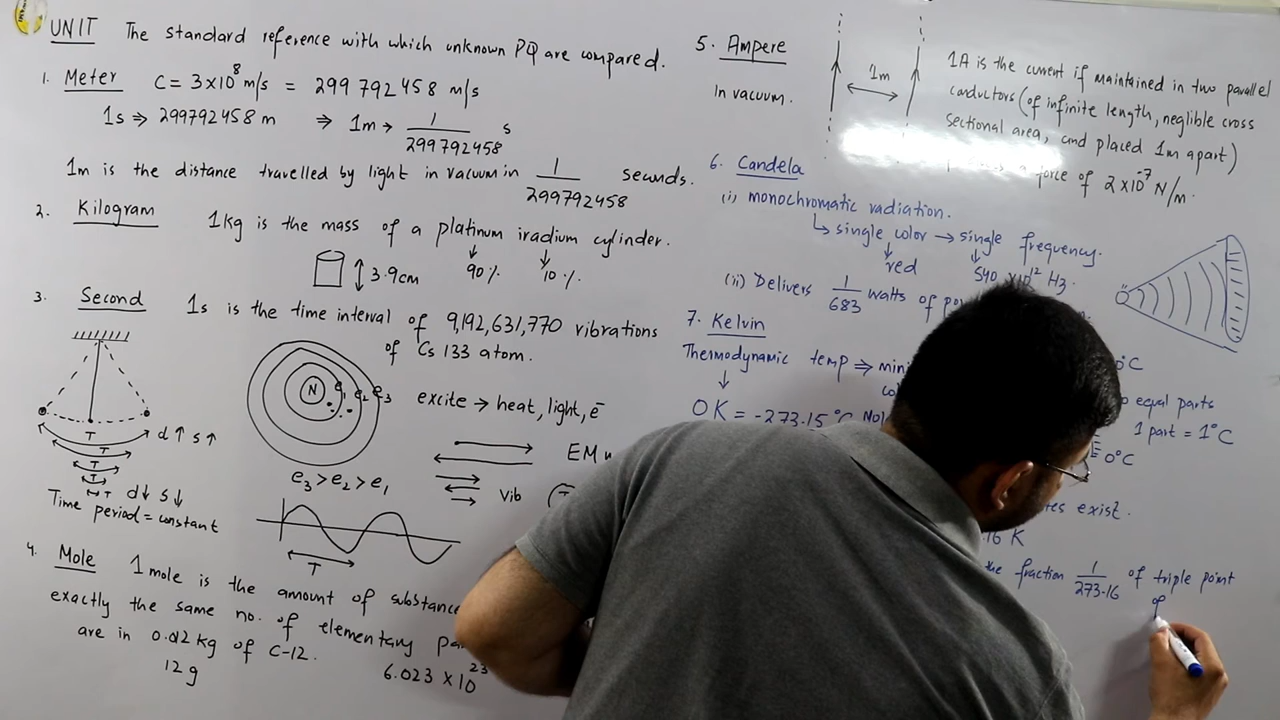 UNIT The standard reference with which unknown PQ are compared.
1. Meter C = 3×10⁸ m/s = 299 792 458 m/s
1s ⇒ 299792458 m ⇒ 1m → 1/299792458 s
1m is the distance travelled by light in vacuum in 1/299792458 seconds.
2. Kilogram 1kg is the mass of a platinum iradium cylinder.
3.9cm 90% 10%
3. Second 1s is the time interval of 9,192,631,770 vibrations
of Cs 133 atom.
N e₁ e₂ e₃ excite → heat, light, ē
T d↑ s↑
T
T
T
T d↓ s↓
Time period = constant
e₃ > e₂ > e₁
EM
Vib
T
4. Mole 1 mole is the amount of substance
exactly the same no. of elementary
are in 0.012 kg of C-12.
12 g 6.023 × 10²³
5. Ampere
In vacuum.
1m
1A is the current if maintained in two parallel
conductors (of infinite length, neglible cross
sectional area, and placed 1m apart)
a force of 2×10⁻⁷ N/m.
6. Candela
(i) monochromatic radiation.
↳ single color → single frequency.
red 540 ×10¹² Hz.
(ii) Delivers 1/683 watts of
7. Kelvin
Thermodynamic temp ⇒
0°C
OK = -273.15°C No
equal parts
1 part = 1°C
0°C
exist.
16 K
the fraction 1/273.16 of triple point
of